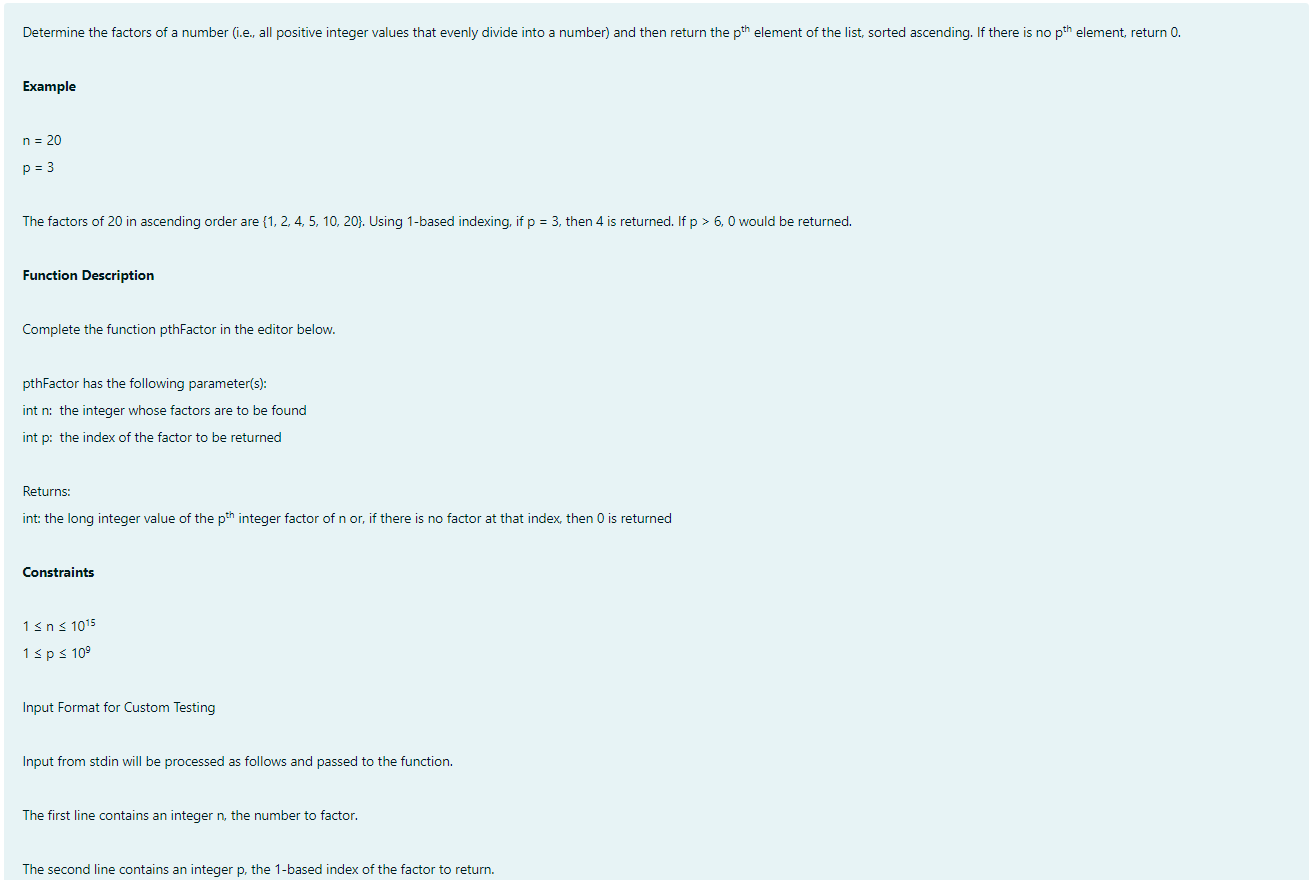 Determine the factors of a number (i.e., all positive integer values that evenly divide into a number) and then return the pth element of the list, sorted ascending. If there is no pth element, return 0.
Example
n = 20
p = 3
The factors of 20 in ascending order are {1, 2, 4, 5, 10, 20}. Using 1-based indexing, if p = 3, then 4 is returned. If p > 6, 0 would be returned.
Function Description
Complete the function pthFactor in the editor below.
pthFactor has the following parameter(s):
int n:  the integer whose factors are to be found
int p:  the index of the factor to be returned
Returns:
int: the long integer value of the pth integer factor of n or, if there is no factor at that index, then 0 is returned
Constraints
1 ≤ n ≤ 10¹⁵
1 ≤ p ≤ 10⁹
Input Format for Custom Testing
Input from stdin will be processed as follows and passed to the function.
The first line contains an integer n, the number to factor.
The second line contains an integer p, the 1-based index of the factor to return.